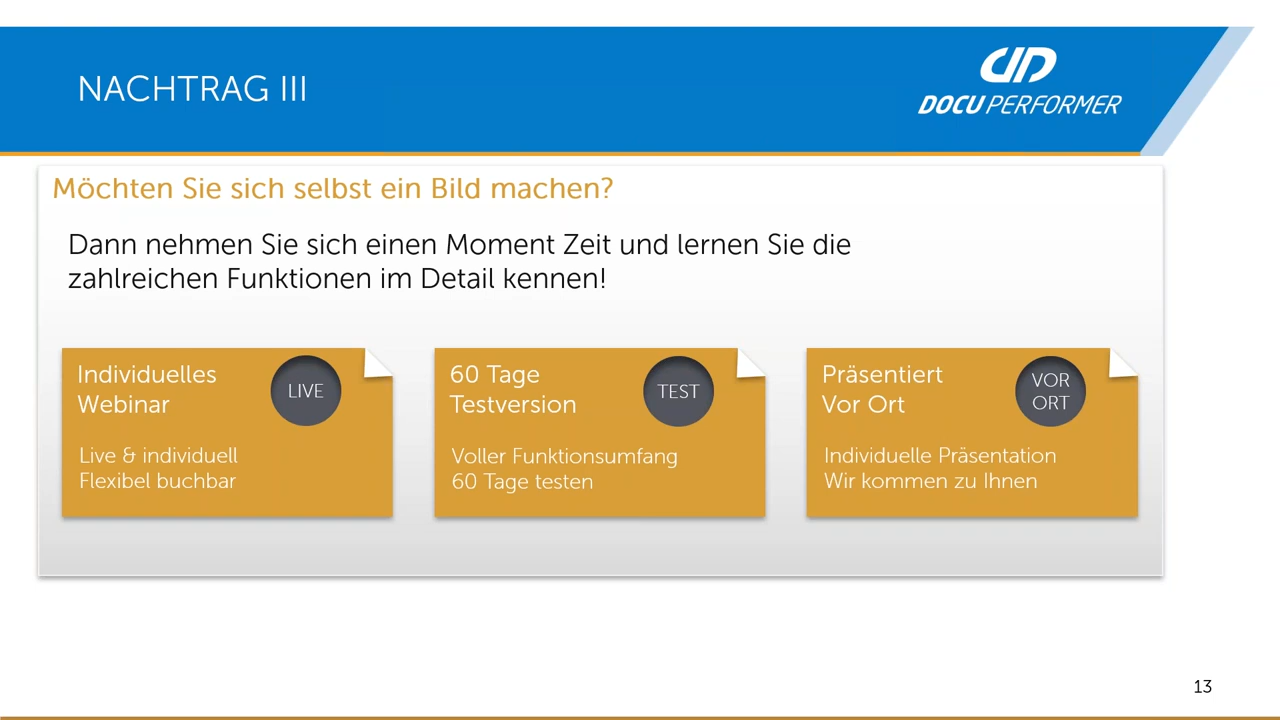 NACHTRAG III
DOCU PERFORMER
Möchten Sie sich selbst ein Bild machen?
Dann nehmen Sie sich einen Moment Zeit und lernen Sie die
zahlreichen Funktionen im Detail kennen!
Individuelles
Webinar
LIVE
Live & individuell
Flexibel buchbar
60 Tage
Testversion
TEST
Voller Funktionsumfang
60 Tage testen
Präsentiert
Vor Ort
VOR
ORT
Individuelle Präsentation
Wir kommen zu Ihnen
13